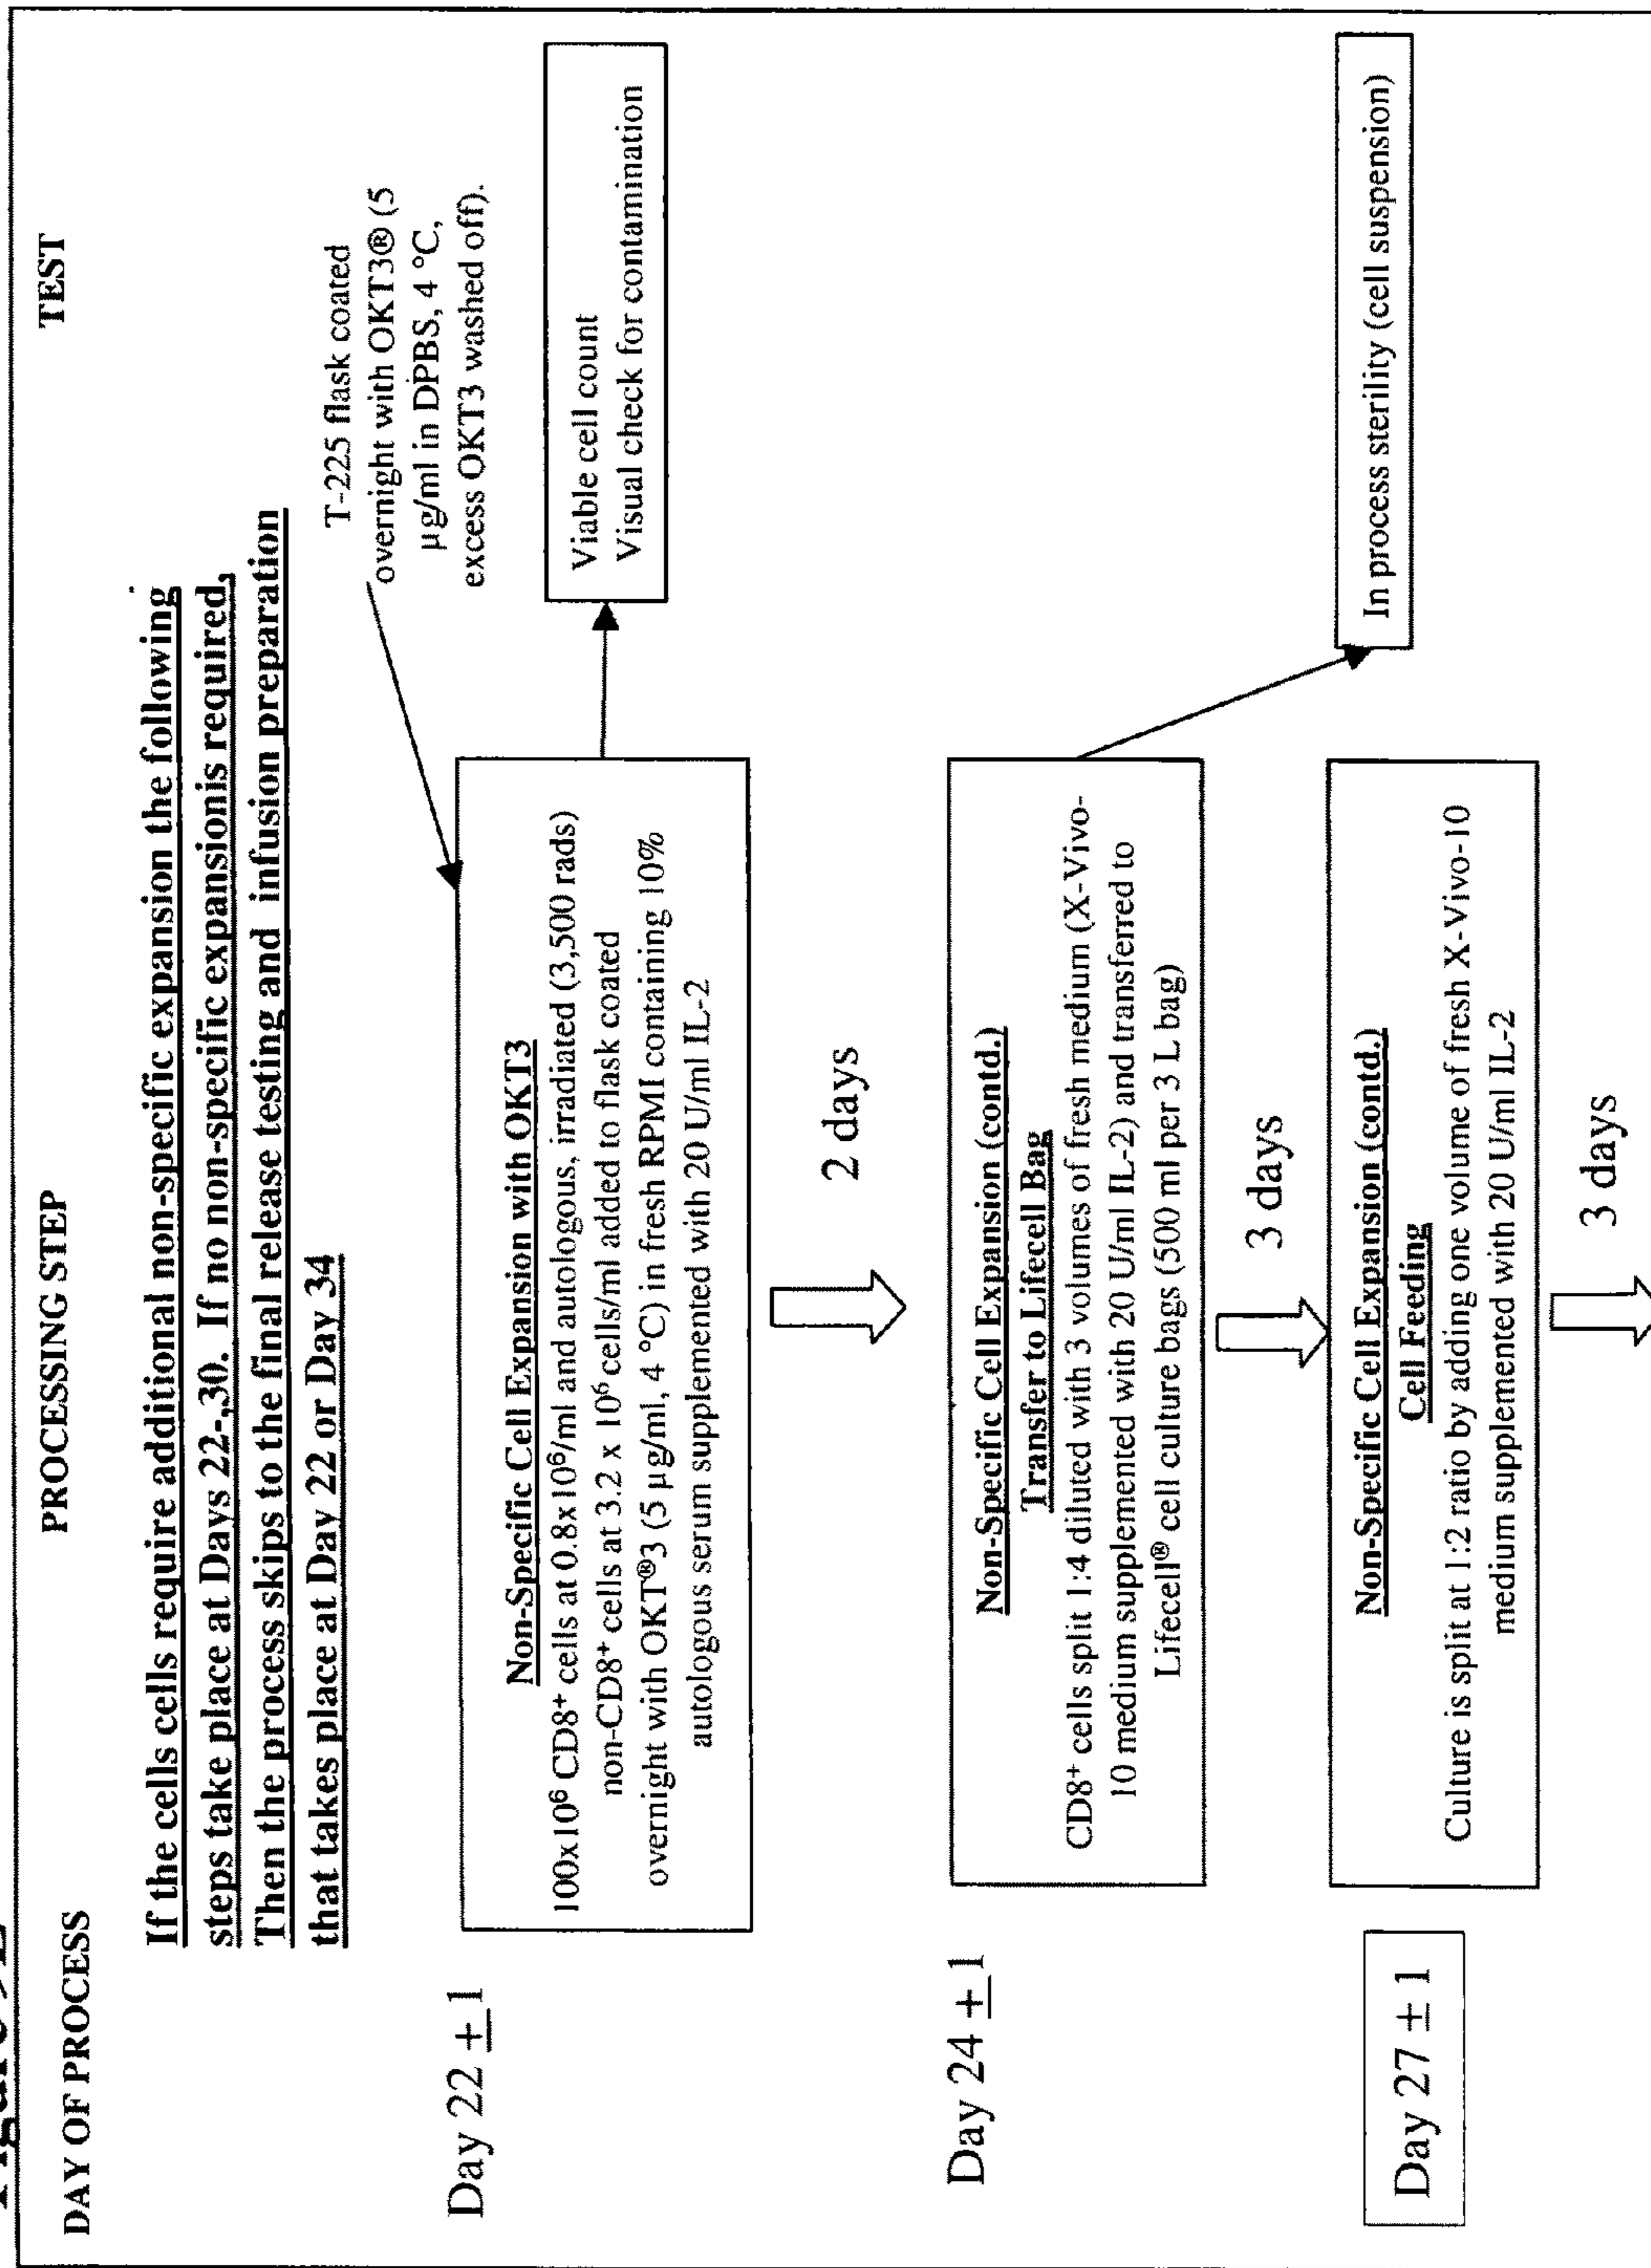 DAY OF PROCESS
PROCESSING STEP
TEST
If the cells cells require additional non-specific expansion the following
steps take place at Days 22-,30). If no non-specific expansionis required,
Then the process skips to the final release testing and infusion preparation
that takes place at Day 22 or Day 34
T-225 flask coated
overnight with OKT3® (5
µg/ml in DPBS, 4 °C,
excess OKT3 washed off).
Day 22 ± 1
Non-Specific Cell Expansion with OKT3
100x10⁶ CD8⁺ cells at 0.8x10⁶/ml and autologous, irradiated (3,500 rads)
non-CD8⁺ cells at 3.2 x 10⁶ cells/ml added to flask coated
overnight with OKT®3 (5 µg/ml, 4 °C) in fresh RPMI containing 10%
autologous serum supplemented with 20 U/ml IL-2
Viable cell count
Visual check for contamination
2 days
Day 24 ± 1
Non-Specific Cell Expansion (contd.)
Transfer to Lifecell Bag
CD8⁺ cells split 1:4 diluted with 3 volumes of fresh medium (X-Vivo-
10 medium supplemented with 20 U/ml IL-2) and transferred to
Lifecell® cell culture bags (500 ml per 3 L bag)
In process sterility (cell suspension)
3 days
Day 27 ± 1
Non-Specific Cell Expansion (contd.)
Cell Feeding
Culture is split at 1:2 ratio by adding one volume of fresh X-Vivo-10
medium supplemented with 20 U/ml IL-2
3 days